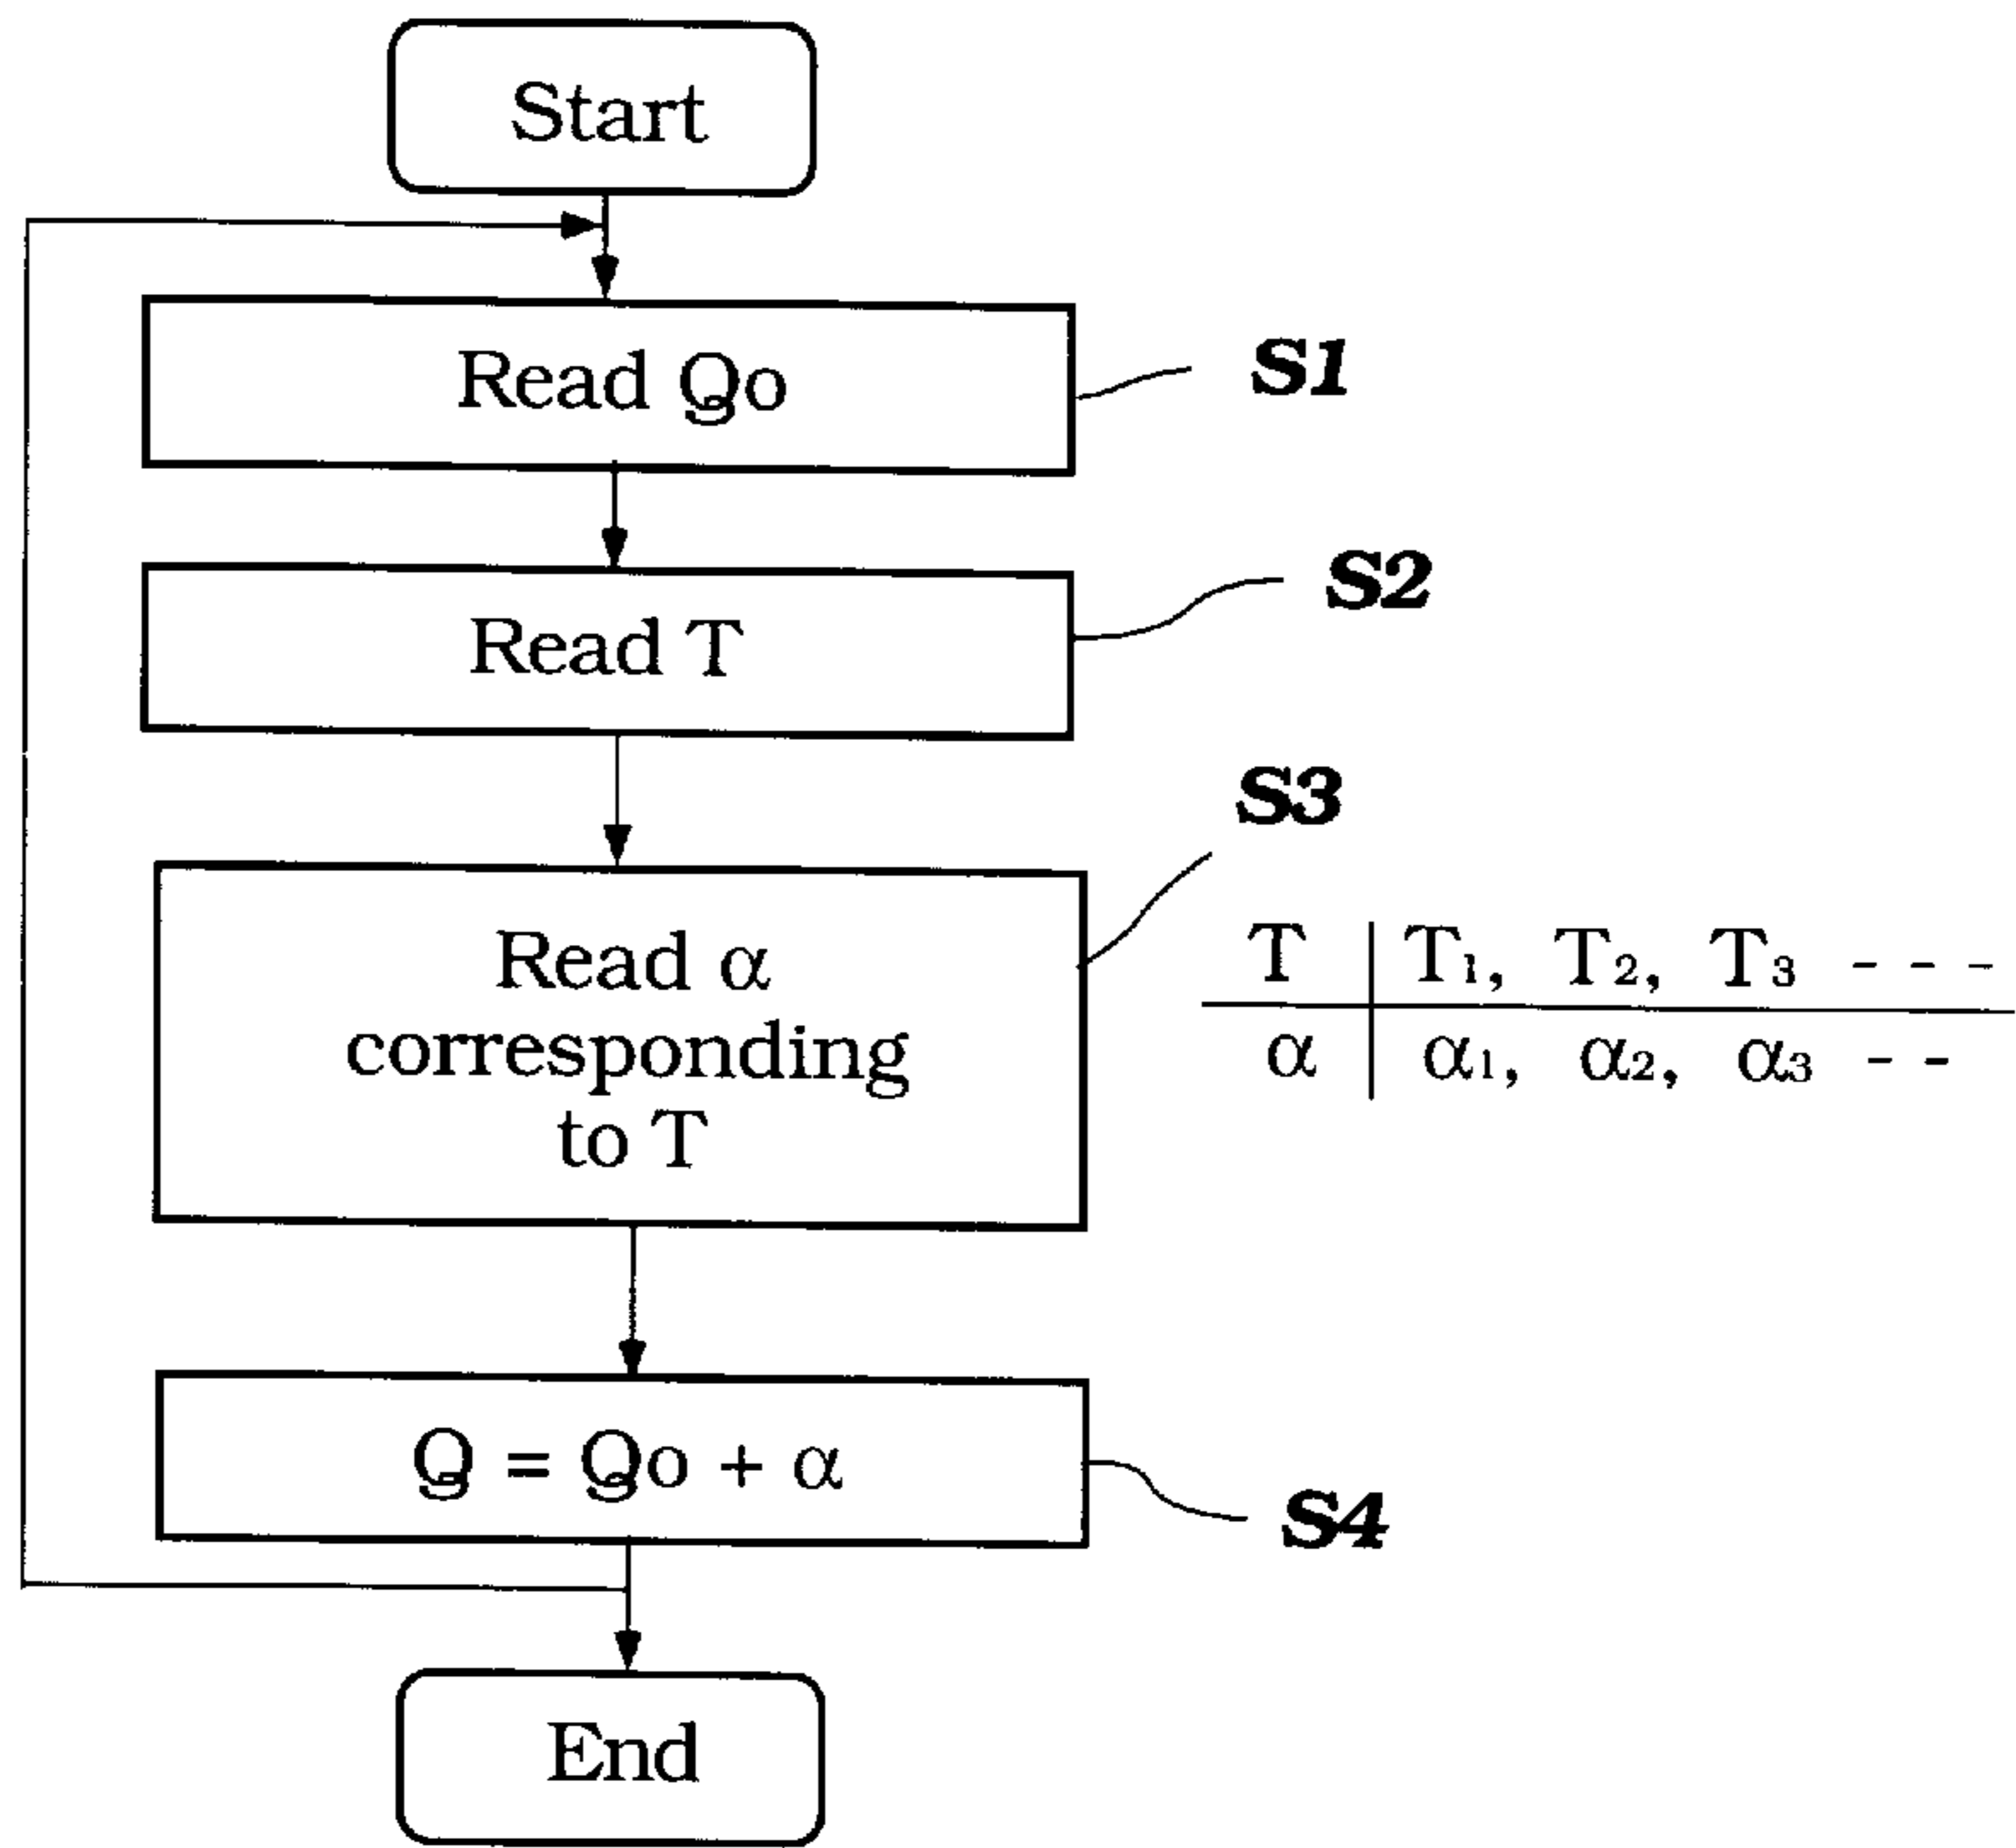 Start
Read Qo
S1
Read T
S2
S3
Read α
corresponding
to T
T T₁, T₂, T₃ - - -
α α₁, α₂, α₃ - -
Q = Qo + α
S4
End